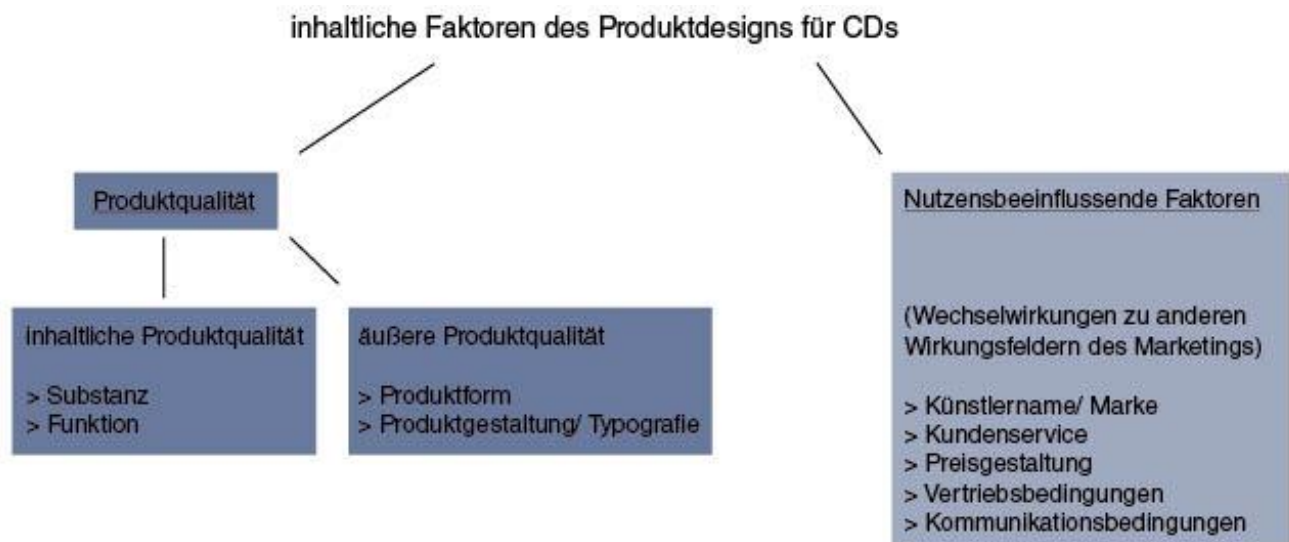 inhaltliche Faktoren des Produktdesigns für CDs
Produktqualität
inhaltliche Produktqualität
> Substanz
> Funktion
äußere Produktqualität
> Produktform
> Produktgestaltung/ Typografie
Nutzensbeeinflussende Faktoren
(Wechselwirkungen zu anderen
Wirkungsfeldern des Marketings)
> Künstlername/ Marke
> Kundenservice
> Preisgestaltung
> Vertriebsbedingungen
> Kommunikationsbedingungen